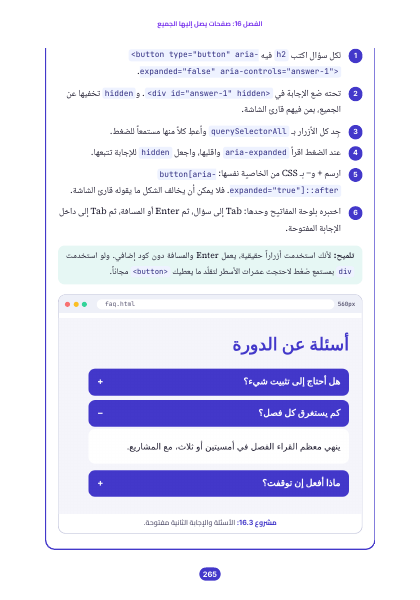 الفصل 16: صفحات يصل إليها الجميع
1 لكل سؤال اكتب h2 فيه <button type="button" aria-
expanded="false" aria-controls="answer-1">.
2 تحته ضع الإجابة في <div id="answer-1" hidden>. و hidden تخفيها عن
الجميع، بمن فيهم قارئ الشاشة.
3 جِد كل الأزرار بـ querySelectorAll وأعطِ كلاً منها مستمعاً للضغط.
4 عند الضغط اقرأ aria-expanded واقلبها، واجعل hidden للإجابة تتبعها.
5 ارسم + و– بـ CSS من الخاصية نفسها: button[aria-
expanded="true"]::after. فلا يمكن أن يخالف الشكل ما يقوله قارئ الشاشة.
6 اختبره بلوحة المفاتيح وحدها: Tab إلى سؤال، ثم Enter أو المسافة، ثم Tab إلى داخل
الإجابة المفتوحة.
تلميح: لأنك استخدمت أزراراً حقيقية، يعمل Enter والمسافة دون كود إضافي. ولو استخدمت
div بمستمع ضغط لاحتجت عشرات الأسطر لتقلّد ما يعطيك <button> مجاناً.
faq.html
560px
أسئلة عن الدورة
هل أحتاج إلى تثبيت شيء؟ +
كم يستغرق كل فصل؟ –
ينهي معظم القراء الفصل في أمسيتين أو ثلاث، مع المشاريع.
ماذا أفعل إن توقفت؟ +
مشروع 16.3 الأسئلة والإجابة الثانية مفتوحة.
265